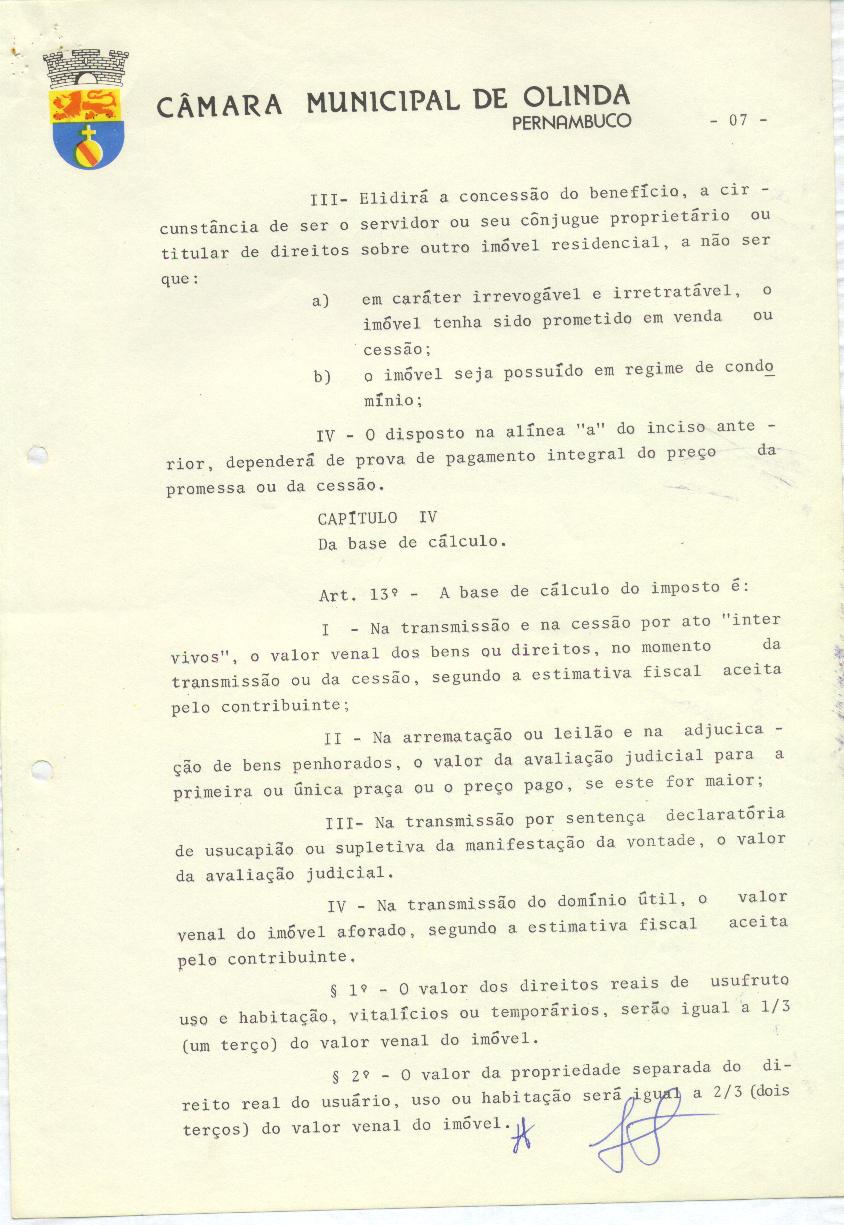 CÂMARA MUNICIPAL DE OLINDA
PERNAMBUCO
- 07 -
III- Elidirá a concessão do benefício, a cir -
cunstância de ser o servidor ou seu cônjugue proprietário ou
titular de direitos sobre outro imóvel residencial, a não ser
que:
a) em caráter irrevogável e irretratável, o
imóvel tenha sido prometido em venda ou
cessão;
b) o imóvel seja possuído em regime de condo
mínio;
IV - O disposto na alínea "a" do inciso ante -
rior, dependerá de prova de pagamento integral do preço da
promessa ou da cessão.
CAPÍTULO IV
Da base de cálculo.
Art. 13º - A base de cálculo do imposto é:
I - Na transmissão e na cessão por ato "inter
vivos", o valor venal dos bens ou direitos, no momento da
transmissão ou da cessão, segundo a estimativa fiscal aceita
pelo contribuinte;
II - Na arrematação ou leilão e na adjucica -
ção de bens penhorados, o valor da avaliação judicial para a
primeira ou única praça ou o preço pago, se este for maior;
III- Na transmissão por sentença declaratória
de usucapião ou supletiva da manifestação da vontade, o valor
da avaliação judicial.
IV - Na transmissão do domínio útil, o valor
venal do imóvel aforado, segundo a estimativa fiscal aceita
pelo contribuinte.
§ 1º - O valor dos direitos reais de usufruto
uso e habitação, vitalícios ou temporários, serão igual a 1/3
(um terço) do valor venal do imóvel.
§ 2º - O valor da propriedade separada do di-
reito real do usuário, uso ou habitação será igual a 2/3 (dois
terços) do valor venal do imóvel.